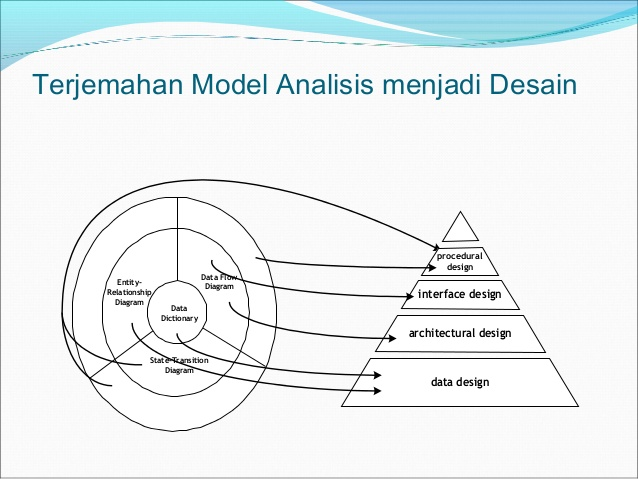 Terjemahan Model Analisis menjadi Desain
Entity-
Relationship
Diagram
Data Flow
Diagram
Data
Dictionary
State-Transition
Diagram
procedural
design
interface design
architectural design
data design